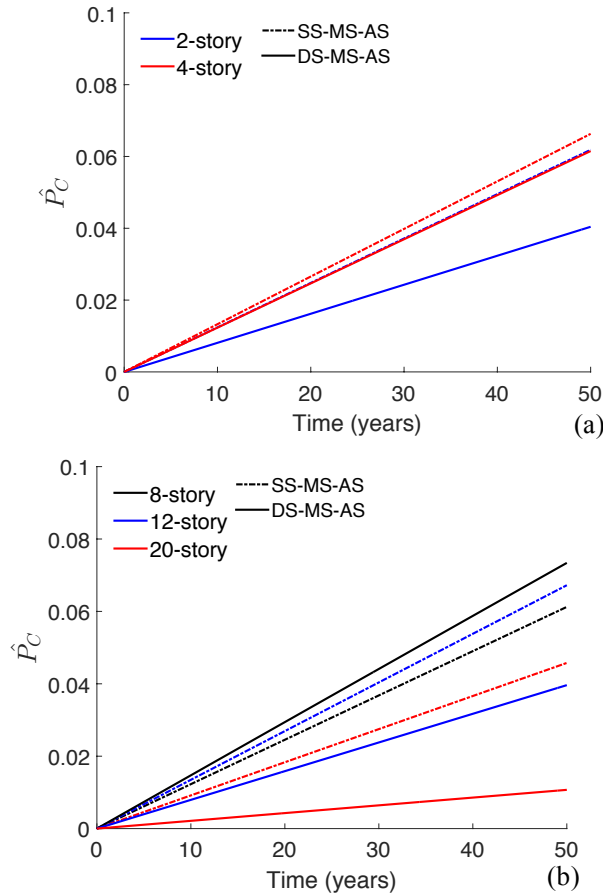 0.1
2-story
4-story
SS-MS-AS
DS-MS-AS
0.08
0.06
0.04
0.02
0
P̂_C
0 10 20 30 40 50
Time (years)
(a)
0.1
8-story
12-story
20-story
SS-MS-AS
DS-MS-AS
0.08
0.06
0.04
0.02
0
P̂_C
0 10 20 30 40 50
Time (years)
(b)